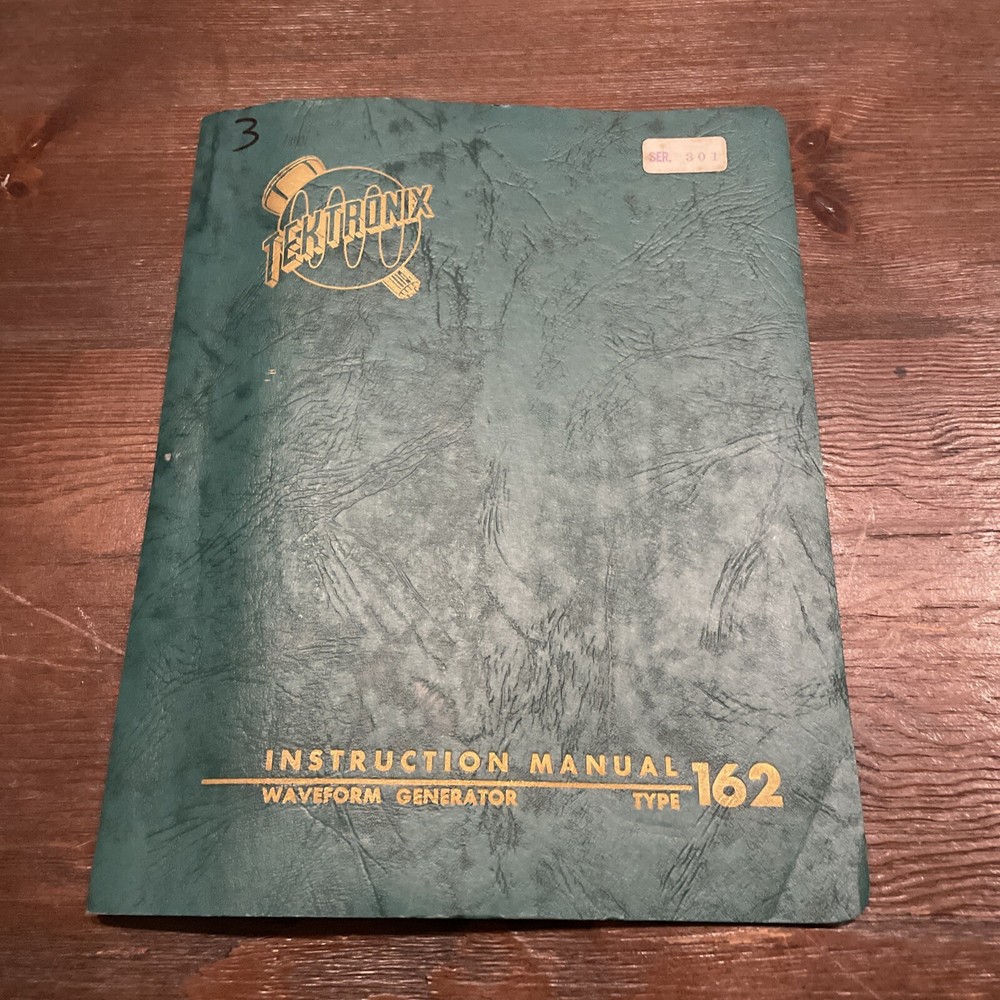 3
SER. 301
TEKTRONIX
INSTRUCTION MANUAL
WAVEFORM GENERATOR TYPE 162